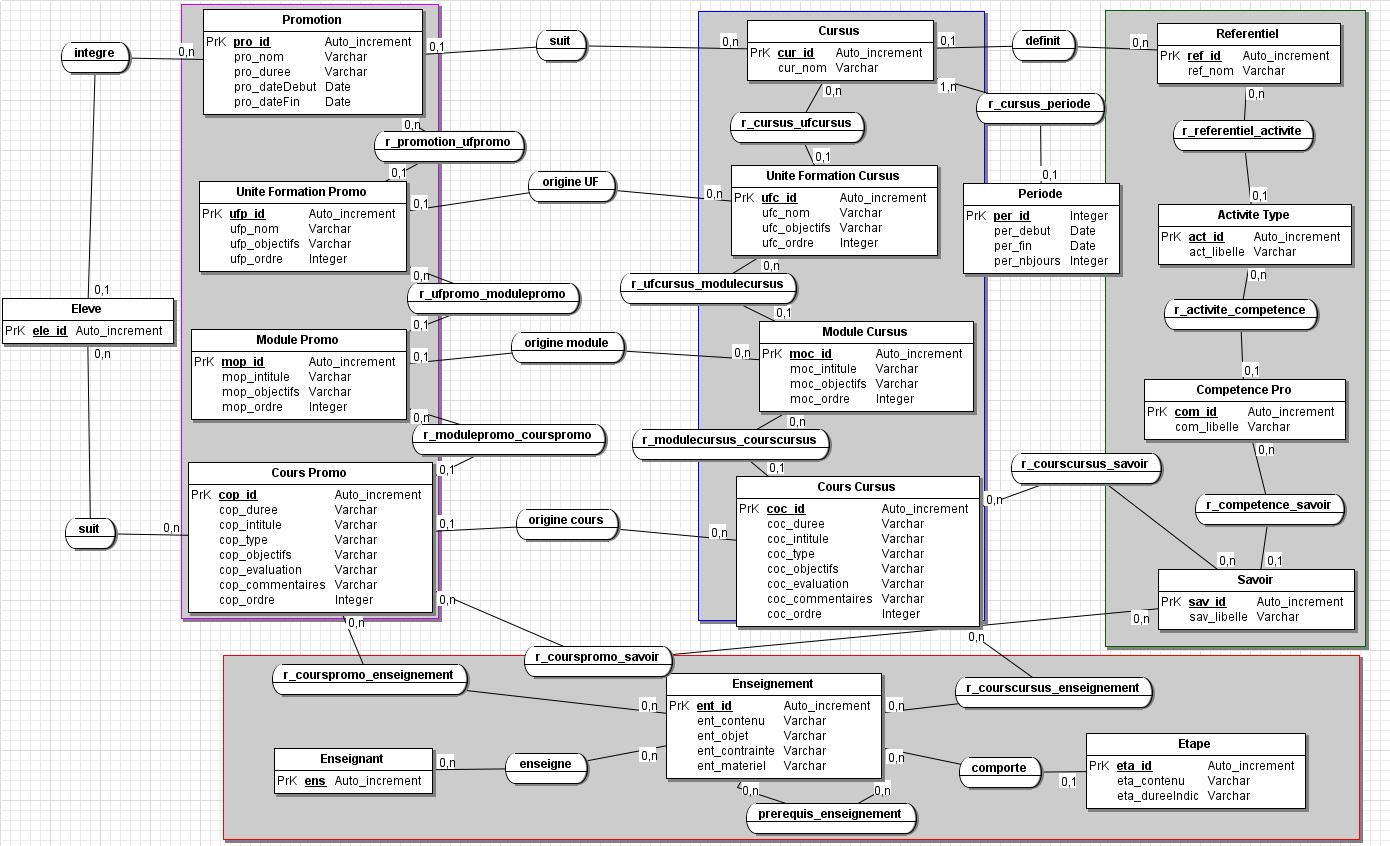 Promotion
PrK pro_id Auto_increment
pro_nom Varchar
pro_duree Varchar
pro_dateDebut Date
pro_dateFin Date
integre
0,n
0,1
suit
0,n
Cursus
PrK cur_id Auto_increment
cur_nom Varchar
0,1
definit
0,n
Referentiel
PrK ref_id Auto_increment
ref_nom Varchar
0,n
1,n
0,n
r_cursus_periode
r_cursus_ufcursus
0,n
r_promotion_ufpromo
r_referentiel_activite
0,1
0,1
0,1
0,1
Unite Formation Promo
PrK ufp_id Auto_increment
ufp_nom Varchar
ufp_objectifs Varchar
ufp_ordre Integer
0,1
origine UF
0,n
Unite Formation Cursus
PrK ufc_id Auto_increment
ufc_nom Varchar
ufc_objectifs Varchar
ufc_ordre Integer
Periode
PrK per_id Integer
per_debut Date
per_fin Date
per_nbjours Integer
Activite Type
PrK act_id Auto_increment
act_libelle Varchar
0,n
0,n
0,n
r_ufcursus_modulecursus
r_ufpromo_modulepromo
r_activite_competence
0,1
Eleve
PrK ele_id Auto_increment
0,n
0,1
0,1
0,1
Module Promo
PrK mop_id Auto_increment
mop_intitule Varchar
mop_objectifs Varchar
mop_ordre Integer
0,1
origine module
0,n
Module Cursus
PrK moc_id Auto_increment
moc_intitule Varchar
moc_objectifs Varchar
moc_ordre Integer
Competence Pro
PrK com_id Auto_increment
com_libelle Varchar
0,n
0,n
0,n
r_modulepromo_courspromo
r_modulecursus_courscursus
r_courscursus_savoir
0,1
0,1
Cours Promo
PrK cop_id Auto_increment
cop_duree Varchar
cop_intitule Varchar
cop_type Varchar
cop_objectifs Varchar
cop_evaluation Varchar
cop_commentaires Varchar
cop_ordre Integer
suit
0,n
0,1
origine cours
0,n
Cours Cursus
PrK coc_id Auto_increment
coc_duree Varchar
coc_intitule Varchar
coc_type Varchar
coc_objectifs Varchar
coc_evaluation Varchar
coc_commentaires Varchar
coc_ordre Integer
0,n
r_competence_savoir
0,n
0,1
Savoir
PrK sav_id Auto_increment
sav_libelle Varchar
0,n
0,n
0,n
0,n
r_courspromo_savoir
r_courspromo_enseignement
r_courscursus_enseignement
0,n
0,n
Enseignement
PrK ent_id Auto_increment
ent_contenu Varchar
ent_objet Varchar
ent_contrainte Varchar
ent_materiel Varchar
Enseignant
PrK ens Auto_increment
0,n
enseigne
0,n
0,n
comporte
0,1
Etape
PrK eta_id Auto_increment
eta_contenu Varchar
eta_dureeIndic Varchar
0,n
0,n
prerequis_enseignement